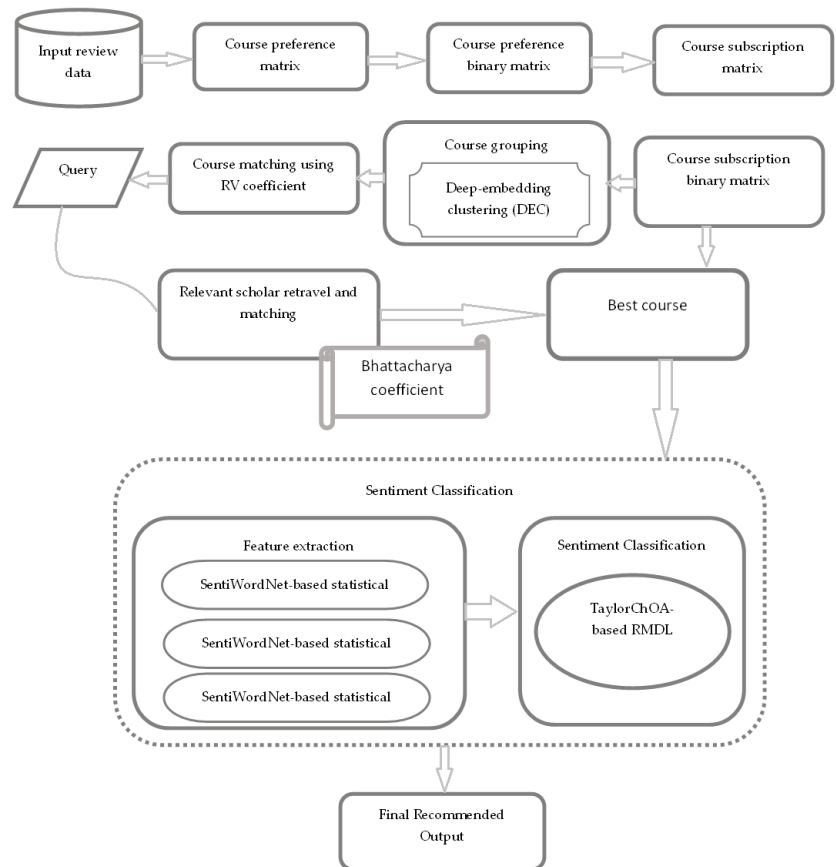 Input review
data
Course preference
matrix
Course preference
binary matrix
Course subscription
matrix
Query
Course matching using
RV coefficient
Course grouping
Deep-embedding
clustering (DEC)
Course subscription
binary matrix
Relevant scholar retravel and
matching
Bhattacharya
coefficient
Best course
Sentiment Classification
Feature extraction
SentiWordNet-based statistical
SentiWordNet-based statistical
SentiWordNet-based statistical
Sentiment Classification
TaylorChOA-
based RMDL
Final Recommended
Output